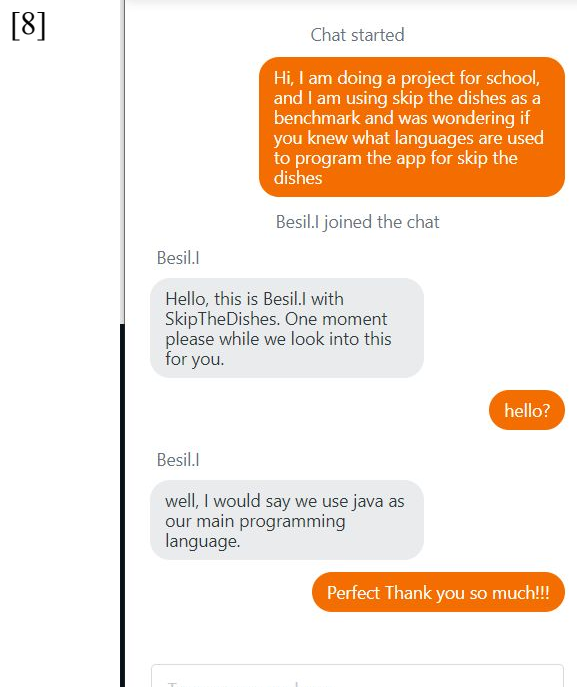 [8]
Chat started
Hi, I am doing a project for school,
and I am using skip the dishes as a
benchmark and was wondering if
you knew what languages are used
to program the app for skip the
dishes
Besil.I joined the chat
Besil.I
Hello, this is Besil.I with
SkipTheDishes. One moment
please while we look into this
for you.
hello?
Besil.I
well, I would say we use java as
our main programming
language.
Perfect Thank you so much!!!